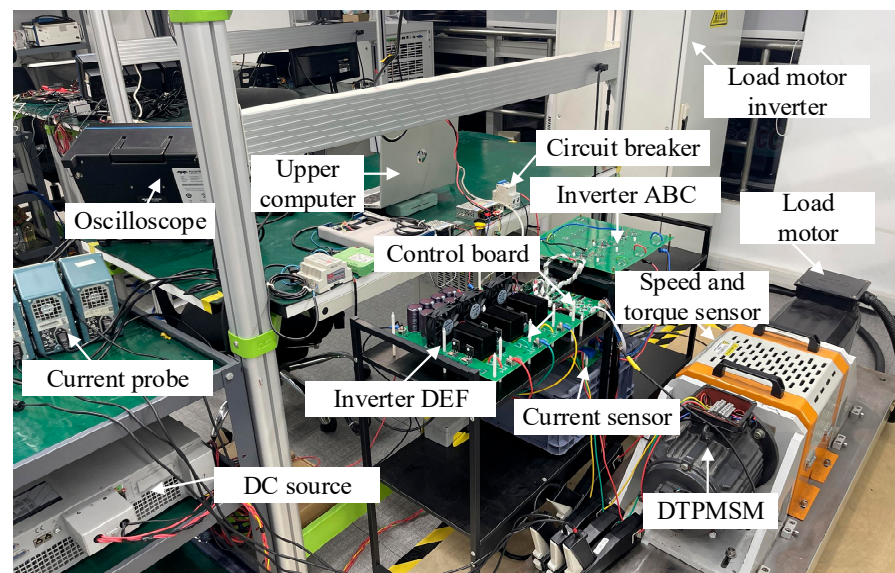 Load motor
inverter
Circuit breaker
Upper
computer
Inverter ABC
Oscilloscope
Load
motor
Control board
Speed and
torque sensor
Current probe
Inverter DEF
Current sensor
DC source
DTPMSM